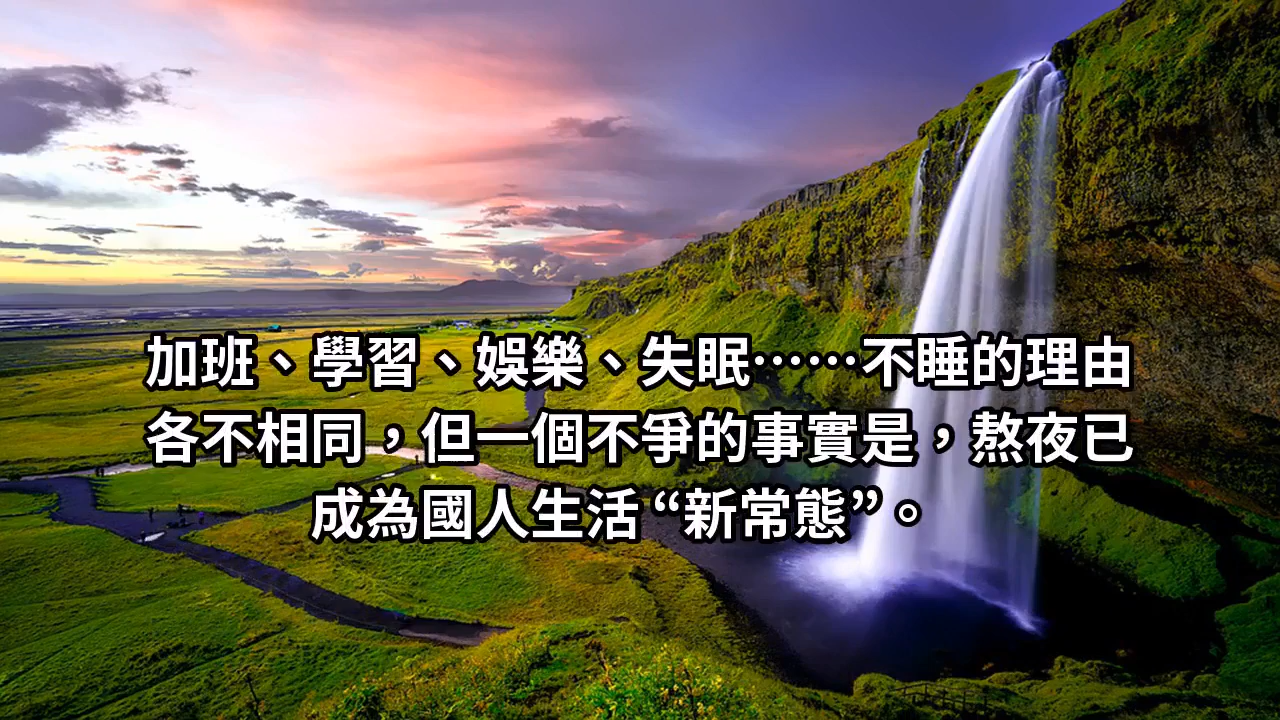 加班、學習、娛樂、失眠⋯⋯不睡的理由
各不相同，但一個不爭的事實是，熬夜已
成為國人生活“新常態”。